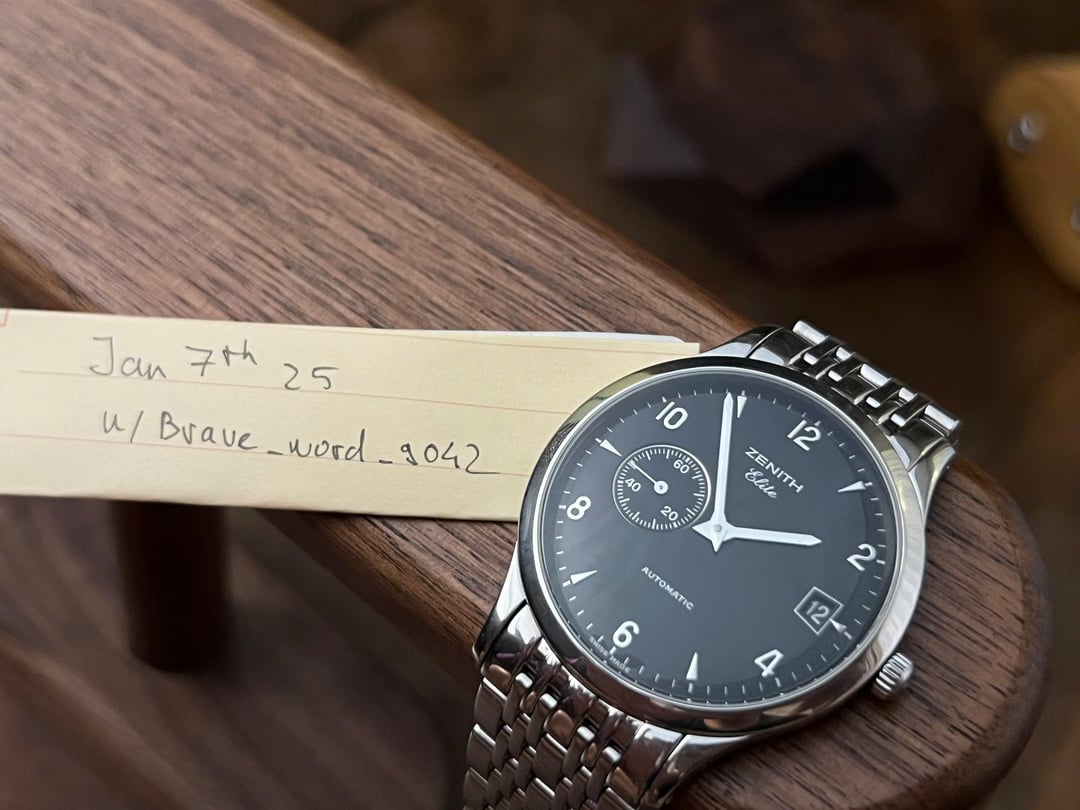 Jan 7th 25
u/Brave_word_9042
10
12
ZENITH
Elite
60
40
20
8
2
AUTOMATIC
12
6
4
SWISS MADE